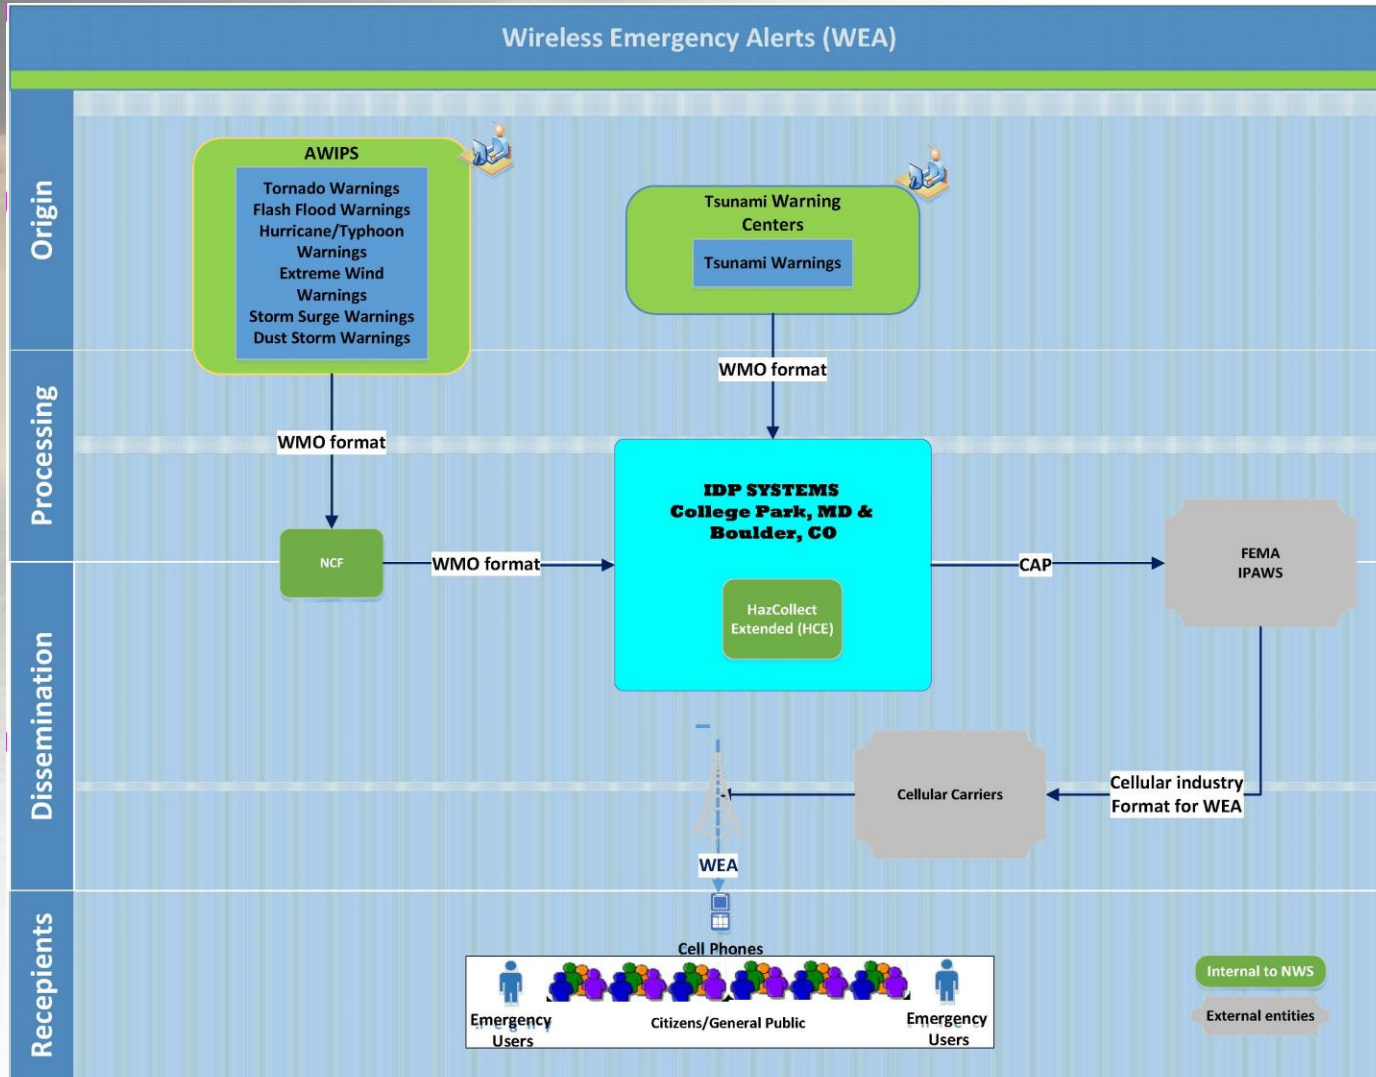 Wireless Emergency Alerts (WEA)
Origin
AWIPS
Tornado Warnings
Flash Flood Warnings
Hurricane/Typhoon
Warnings
Extreme Wind
Warnings
Storm Surge Warnings
Dust Storm Warnings
Tsunami Warning
Centers
Tsunami Warnings
Processing
WMO format
WMO format
NCF
WMO format
IDP SYSTEMS
College Park, MD &
Boulder, CO
HazCollect
Extended (HCE)
CAP
FEMA
IPAWS
Dissemination
Cellular industry
Format for WEA
Cellular Carriers
WEA
Recepients
Cell Phones
Emergency
Users
Citizens/General Public
Emergency
Users
Internal to NWS
External entities